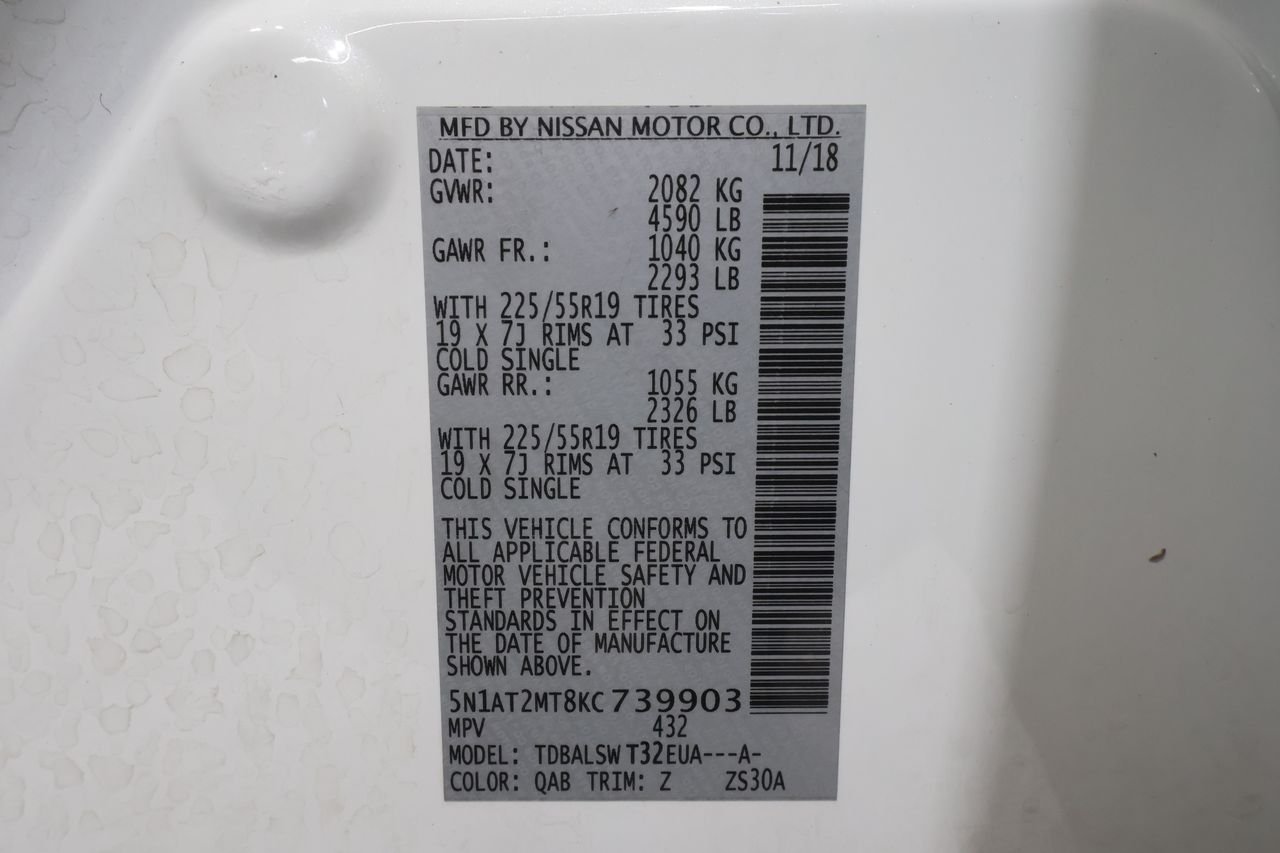 MFD BY NISSAN MOTOR CO., LTD.
DATE: 11/18
GVWR: 2082 KG
4590 LB
GAWR FR.: 1040 KG
2293 LB
WITH 225/55R19 TIRES
19 X 7J RIMS AT 33 PSI
COLD SINGLE
GAWR RR.: 1055 KG
2326 LB
WITH 225/55R19 TIRES
19 X 7J RIMS AT 33 PSI
COLD SINGLE
THIS VEHICLE CONFORMS TO
ALL APPLICABLE FEDERAL
MOTOR VEHICLE SAFETY AND
THEFT PREVENTION
STANDARDS IN EFFECT ON
THE DATE OF MANUFACTURE
SHOWN ABOVE.
5N1AT2MT8KC739903
MPV 432
MODEL: TDBALSWT32EUA---A-
COLOR: QAB TRIM: Z ZS30A